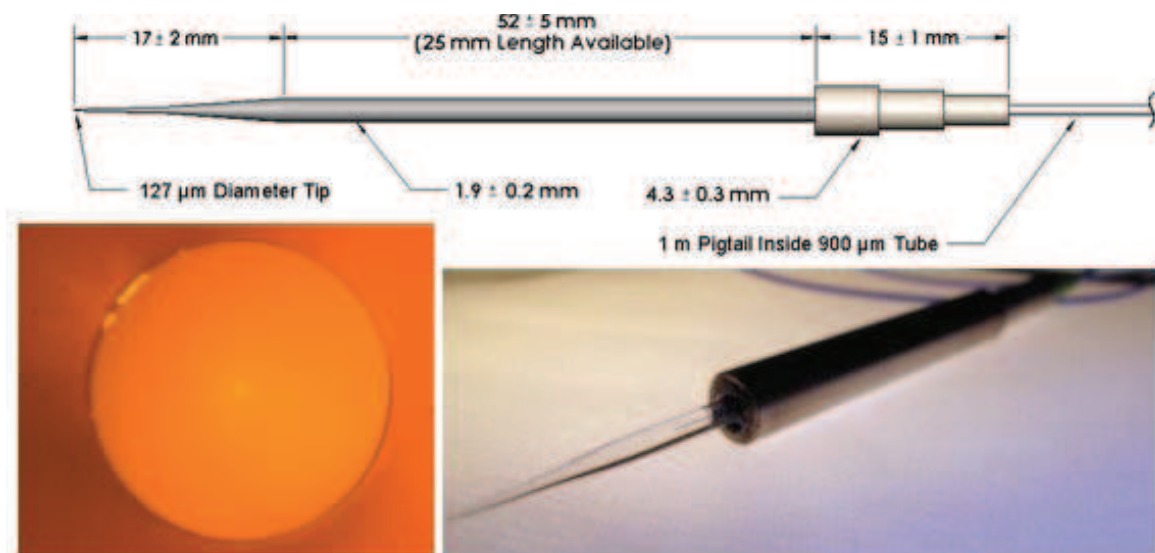 52 ± 5 mm
17 ± 2 mm
(25 mm Length Available)
15 ± 1 mm
127 µm Diameter Tip
1.9 ± 0.2 mm
4.3 ± 0.3 mm
1 m Pigtail Inside 900 µm Tube